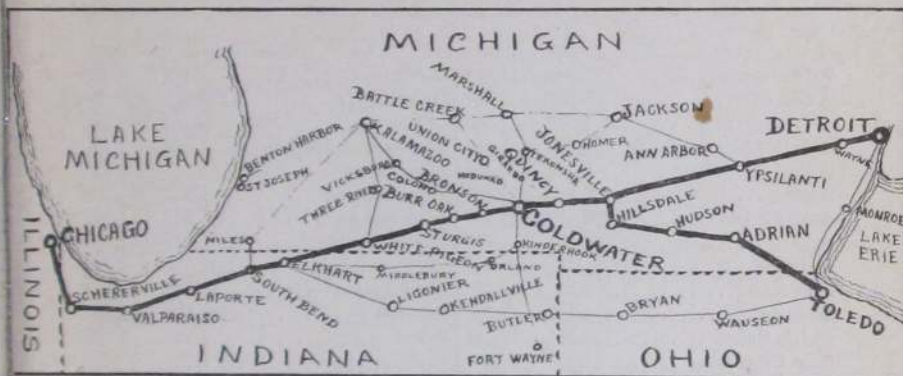 MICHIGAN
LAKE
MICHIGAN
BENTON HARBOR
ST JOSEPH
BATTLE CREEK
MARSHALL
JACKSON
DETROIT
KALAMAZOO
UNION CITY
GIRARD
TEKONSHA
JONESVILLE
HOMER
ANN ARBOR
WAYNE
YPSILANTI
VICKSBURG
COLON
BRONSON
QUINCY
THREE RIV
BURR OAK
STURGIS
COLDWATER
HILLSDALE
HUDSON
ADRIAN
MONROE
LAKE
ERIE
ILLINOIS
CHICAGO
NILES
WHITE PIGEON
KINDERHOOK
ELKHART
MIDDLEBURY
ORLAND
SCHERERVILLE
LAPORTE
SOUTH BEND
VALPARAISO
LIGONIER
KENDALLVILLE
BUTLER
BRYAN
WAUSEON
TOLEDO
INDIANA
FORT WAYNE
OHIO